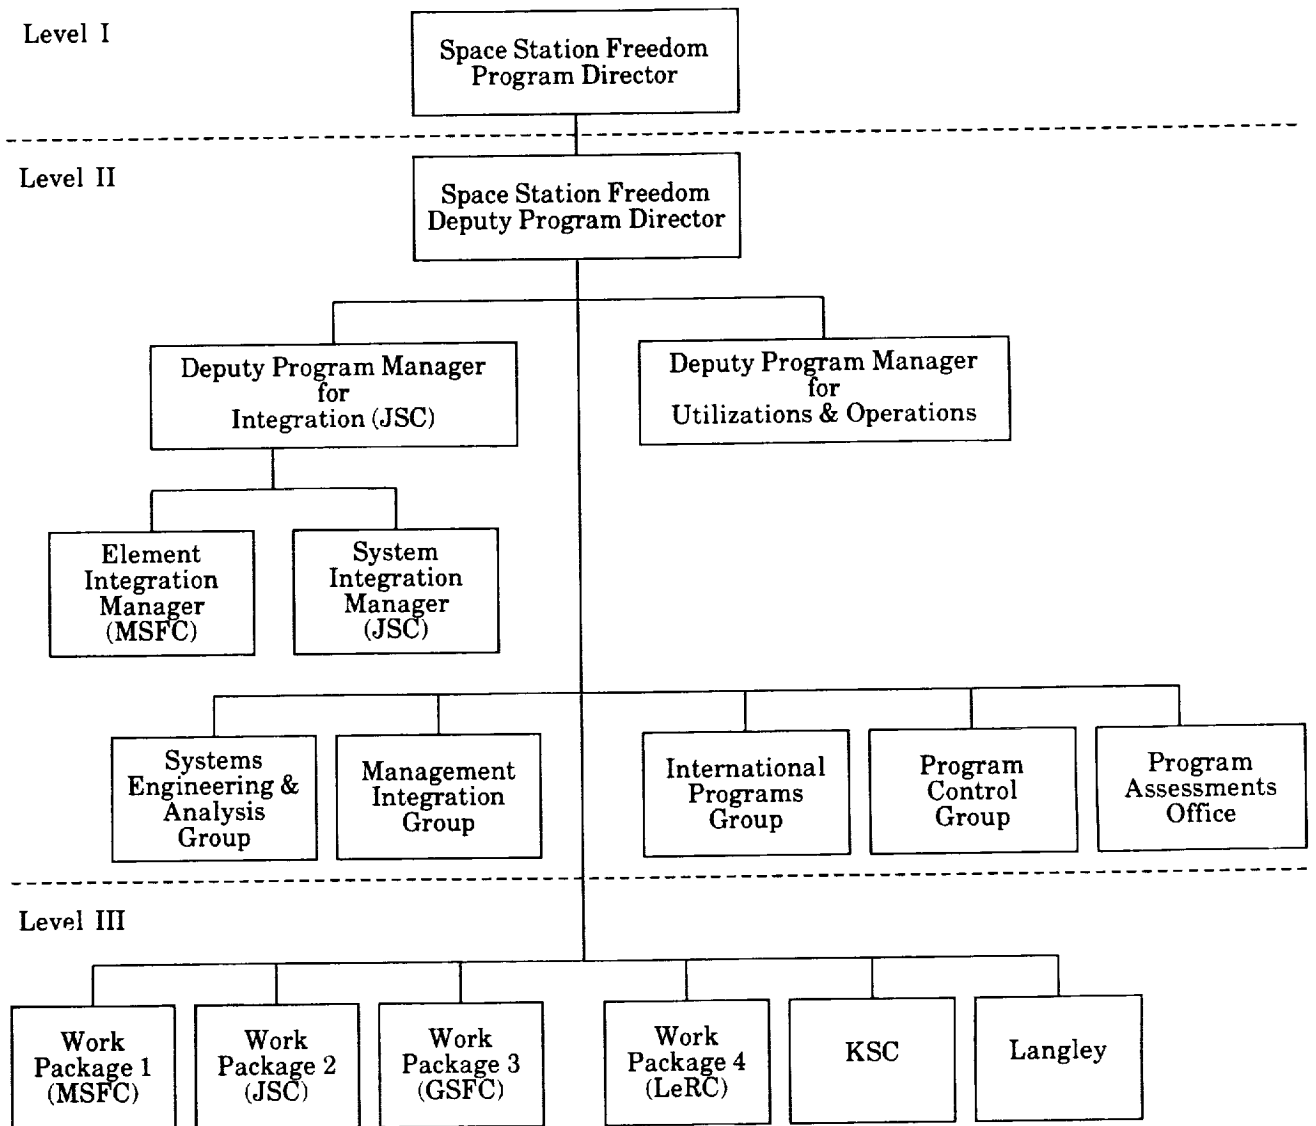 Level I
Space Station Freedom
Program Director
Level II
Space Station Freedom
Deputy Program Director
Deputy Program Manager
for
Integration (JSC)
Deputy Program Manager
for
Utilizations & Operations
Element
Integration
Manager
(MSFC)
System
Integration
Manager
(JSC)
Systems
Engineering &
Analysis
Group
Management
Integration
Group
International
Programs
Group
Program
Control
Group
Program
Assessments
Office
Level III
Work
Package 1
(MSFC)
Work
Package 2
(JSC)
Work
Package 3
(GSFC)
Work
Package 4
(LeRC)
KSC
Langley